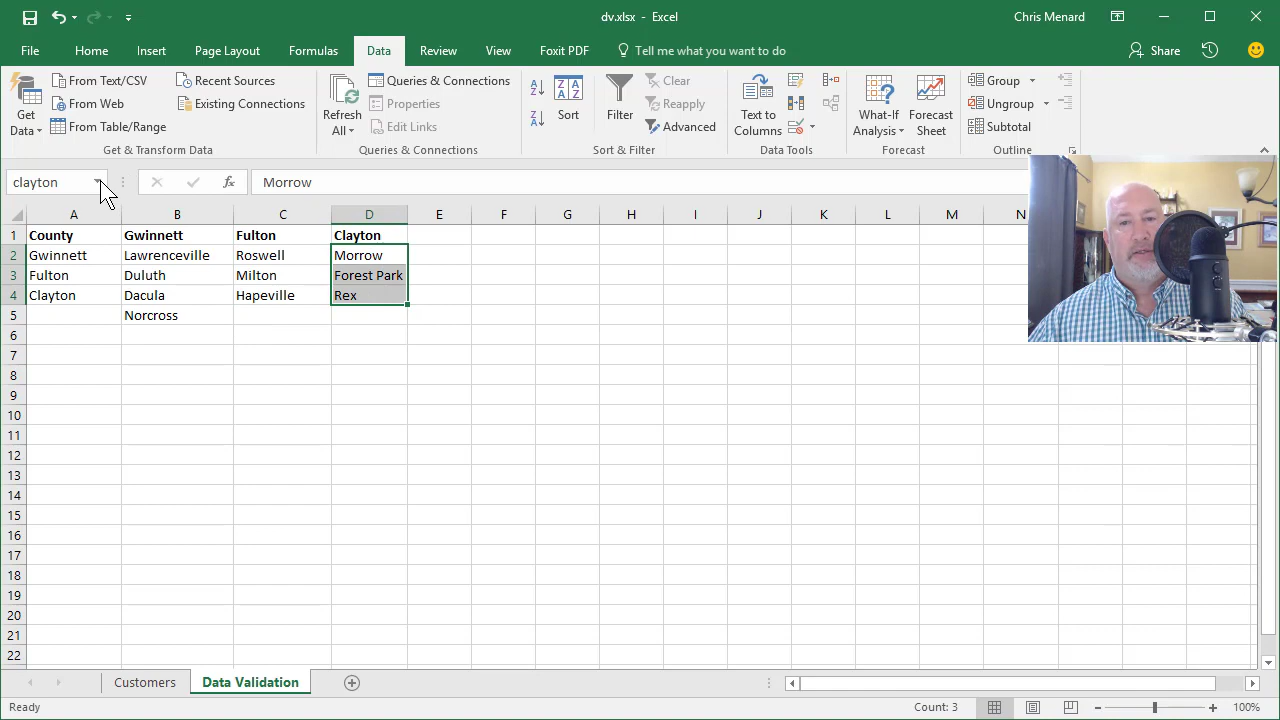 dv.xlsx - Excel
Chris Menard
File Home Insert Page Layout Formulas Data Review View Foxit PDF Tell me what you want to do Share
Get Data
From Text/CSV
From Web
From Table/Range
Recent Sources
Existing Connections
Get & Transform Data
Refresh All
Queries & Connections
Properties
Edit Links
Queries & Connections
Sort
Filter
Clear
Reapply
Advanced
Sort & Filter
Text to Columns
Data Tools
What-If Analysis
Forecast Sheet
Forecast
Group
Ungroup
Subtotal
Outline
clayton fx Morrow
A B C D E F G H I J K L M N
1 County Gwinnett Fulton Clayton
2 Gwinnett Lawrenceville Roswell Morrow
3 Fulton Duluth Milton Forest Park
4 Clayton Dacula Hapeville Rex
5 Norcross
6
7
8
9
10
11
12
13
14
15
16
17
18
19
20
21
22
Customers Data Validation
Ready Count: 3 100%